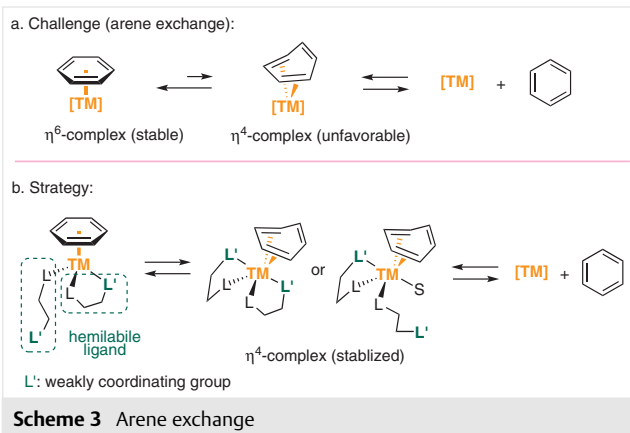 a. Challenge (arene exchange):
[TM] [TM] [TM] +
η6-complex (stable) η4-complex (unfavorable)
b. Strategy:
L' L'
TM TM or TM [TM] +
L L L' L L' L S
L L L
L' hemilabile ligand L'
η4-complex (stablized)
L': weakly coordinating group
Scheme 3 Arene exchange